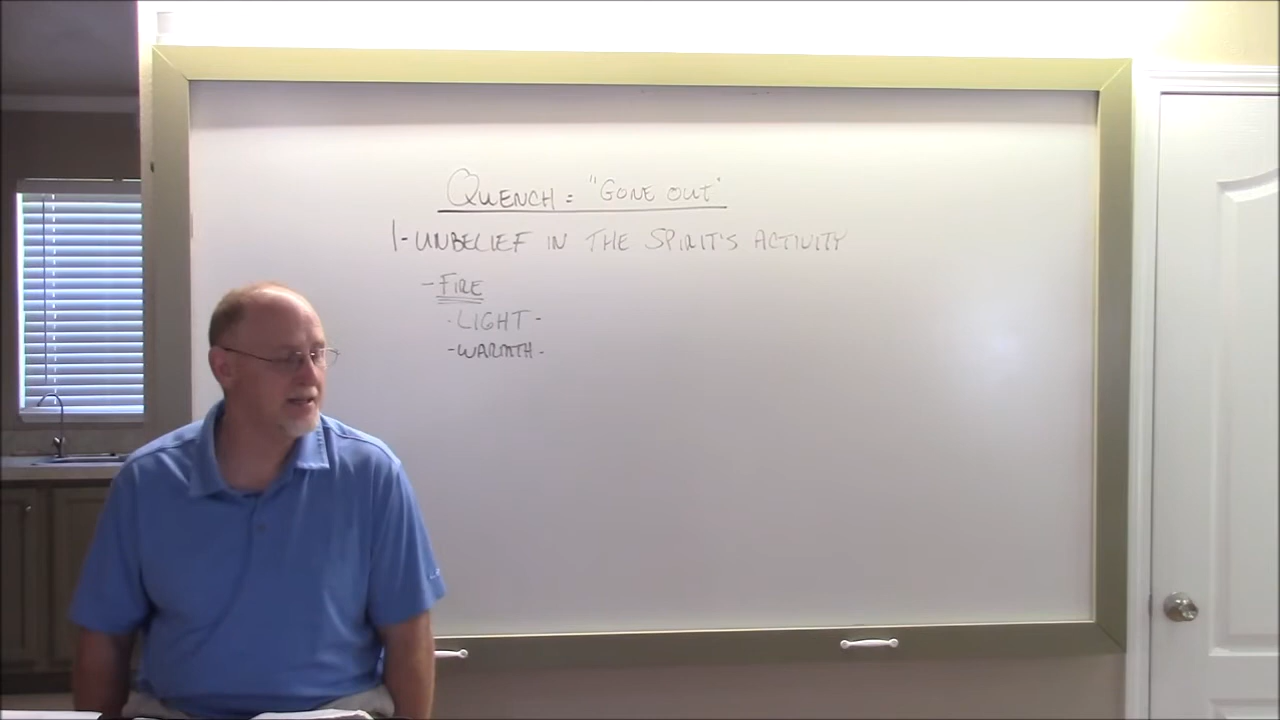 QUENCH = "GONE OUT"
1-UNBELIEF IN THE SPIRIT'S ACTIVITY
-FIRE
-LIGHT-
-WARMTH-